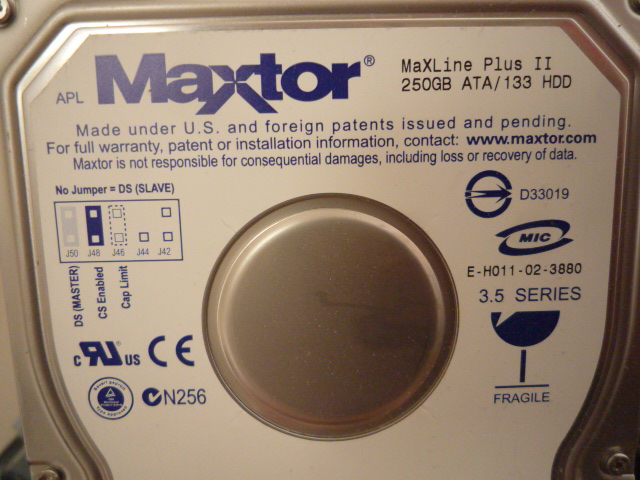 APL Maxtor® MaXLine Plus II
250GB ATA/133 HDD
Made under U.S. and foreign patents issued and pending.
For full warranty, patent or installation information, contact: www.maxtor.com
Maxtor is not responsible for consequential damages, including loss or recovery of data.
No Jumper = DS (SLAVE)
J50 J48 J46 J44 J42
DS (MASTER)
CS Enabled
Cap Limit
D33019
MIC
E-H011-02-3880
3.5 SERIES
c RU US CE
N256
FRAGILE